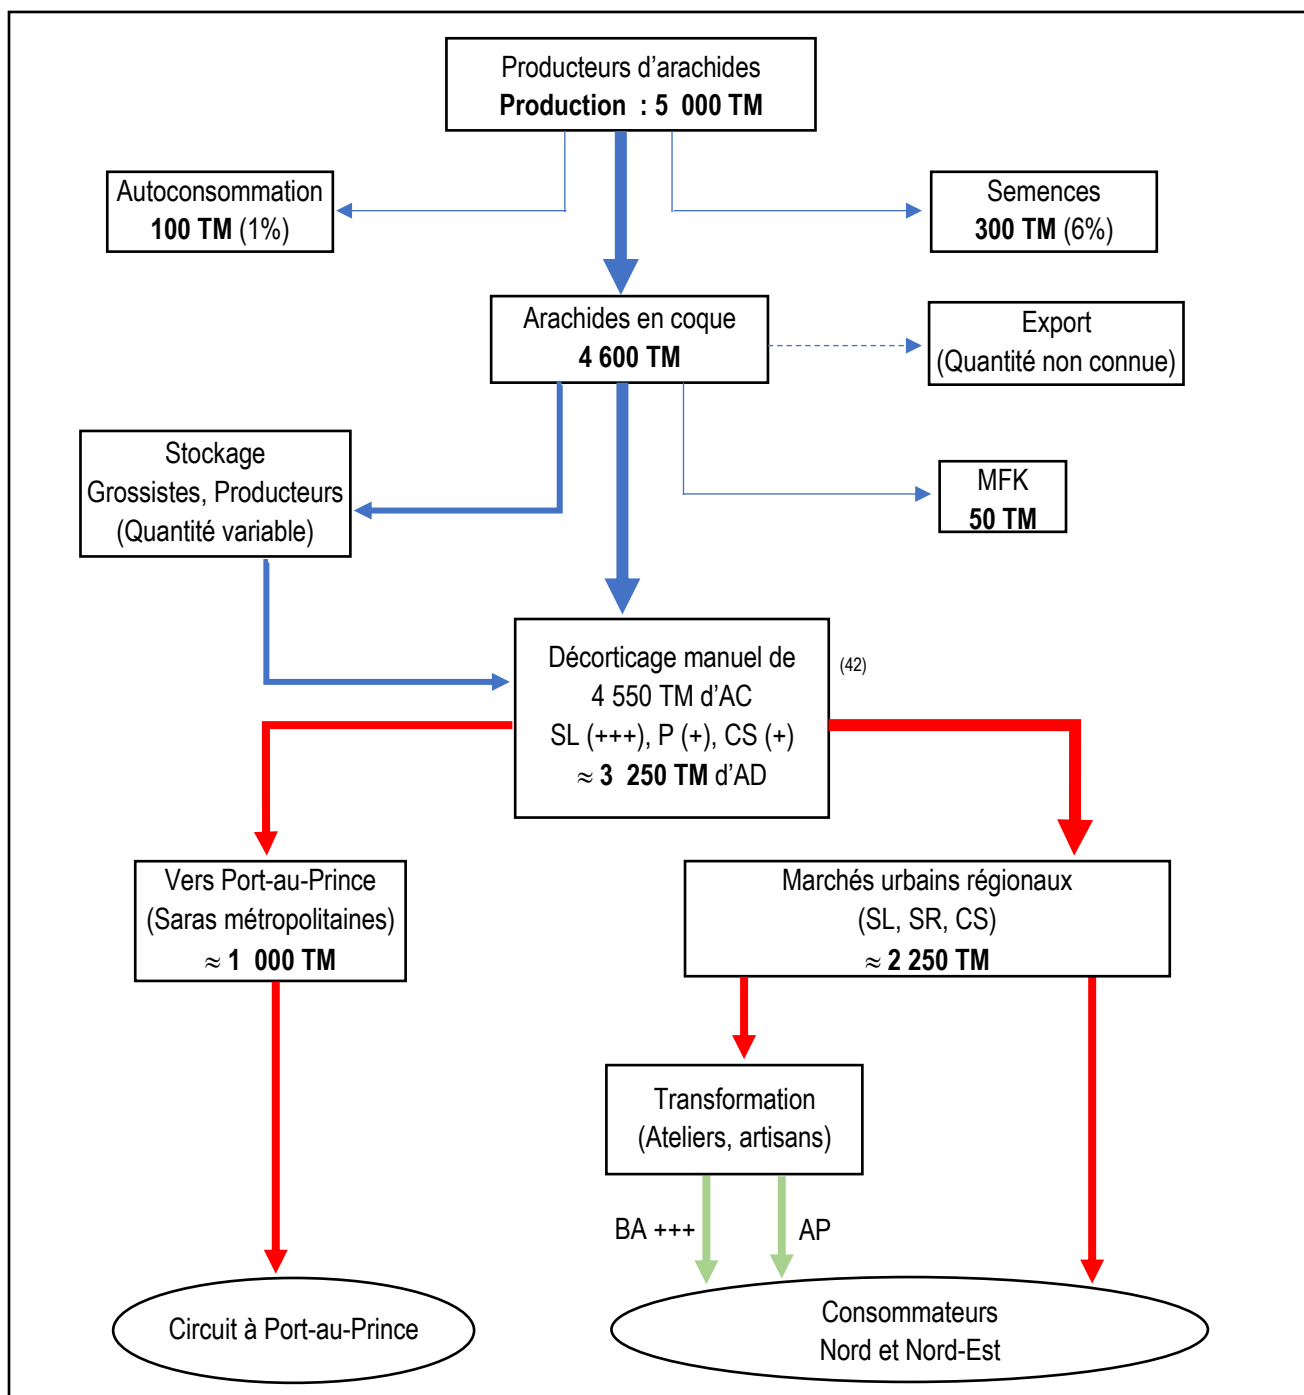 Producteurs d'arachides
Production : 5 000 TM
Autoconsommation
100 TM (1%)
Semences
300 TM (6%)
Arachides en coque
4 600 TM
Export
(Quantité non connue)
Stockage
Grossistes, Producteurs
(Quantité variable)
MFK
50 TM
Décorticage manuel de
4 550 TM d'AC
SL (+++), P (+), CS (+)
≈ 3 250 TM d'AD
(42)
Vers Port-au-Prince
(Saras métropolitaines)
≈ 1 000 TM
Marchés urbains régionaux
(SL, SR, CS)
≈ 2 250 TM
Transformation
(Ateliers, artisans)
BA +++
AP
Circuit à Port-au-Prince
Consommateurs
Nord et Nord-Est